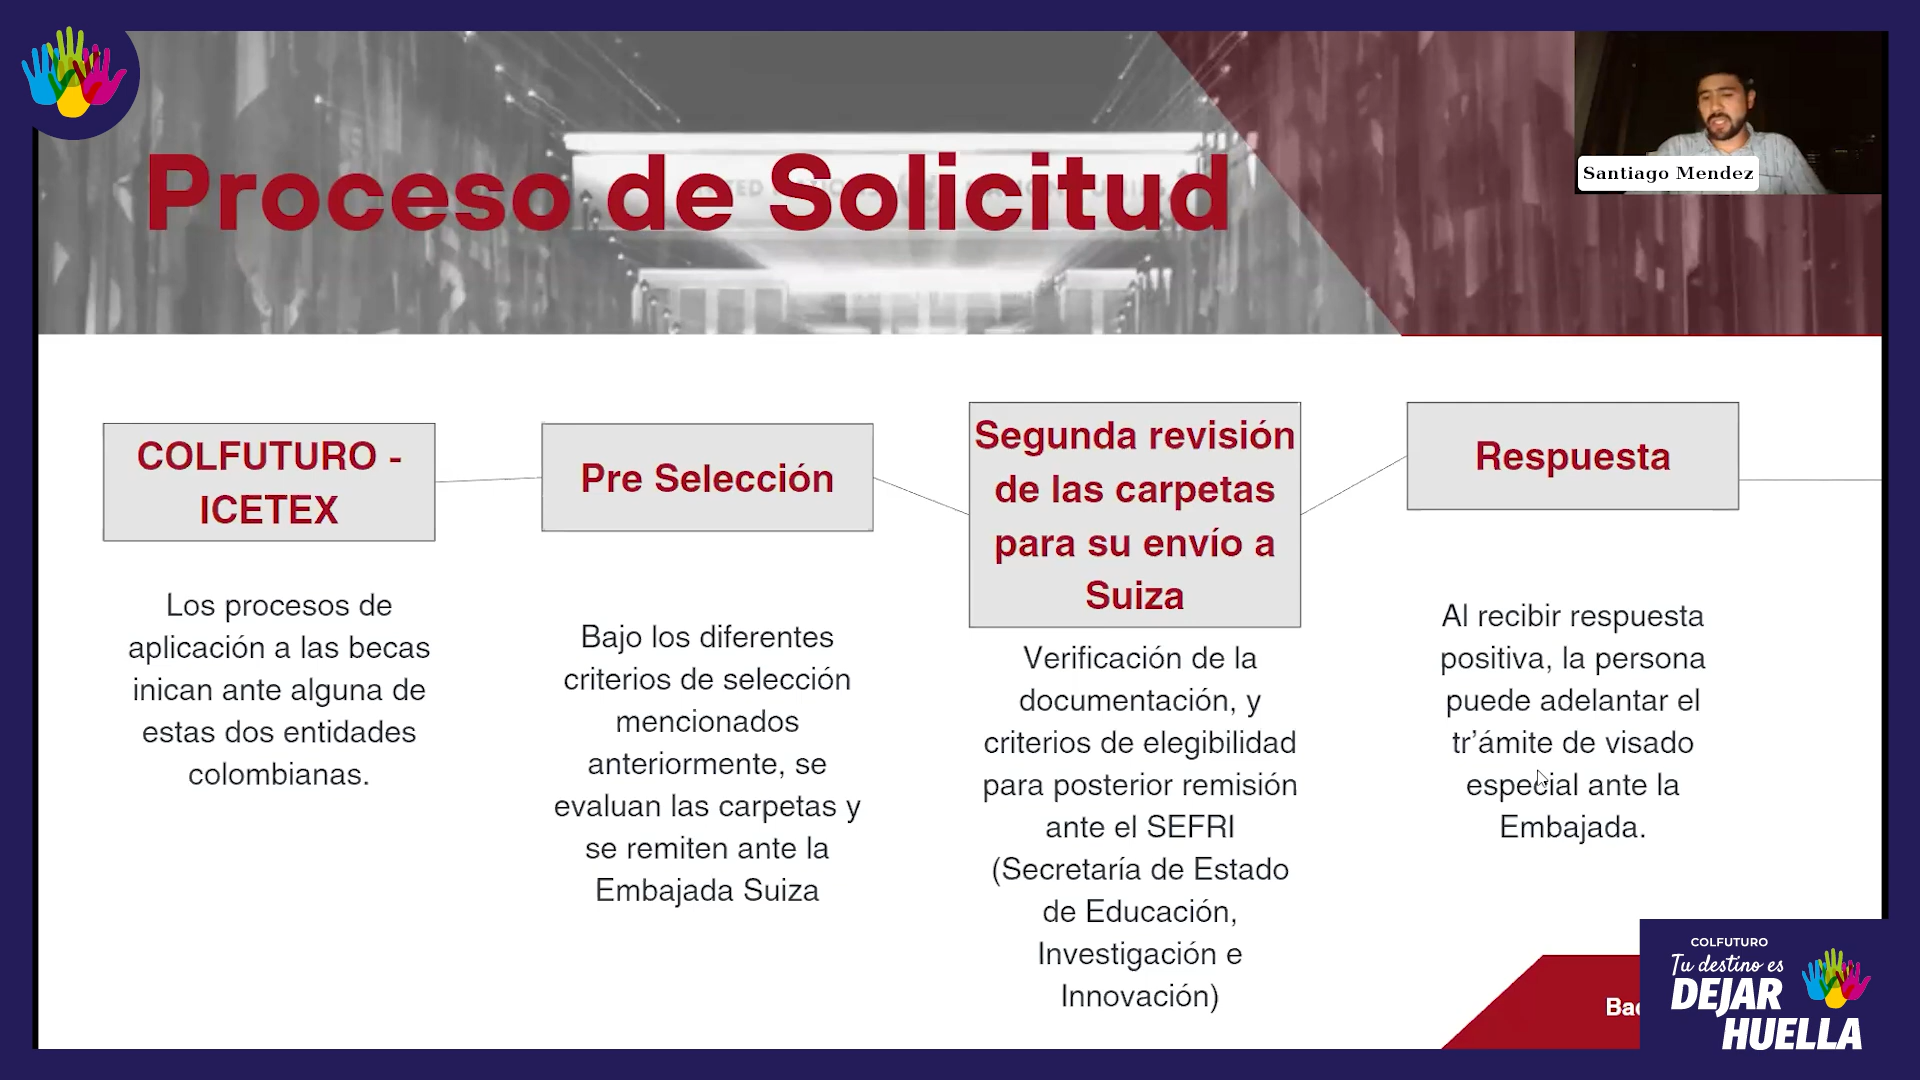 Proceso de Solicitud
Santiago Mendez
COLFUTURO -
ICETEX
Los procesos de
aplicación a las becas
inican ante alguna de
estas dos entidades
colombianas.
Pre Selección
Bajo los diferentes
criterios de selección
mencionados
anteriormente, se
evaluan las carpetas y
se remiten ante la
Embajada Suiza
Segunda revisión
de las carpetas
para su envío a
Suiza
Verificación de la
documentación, y
criterios de elegibilidad
para posterior remisión
ante el SEFRI
(Secretaría de Estado
de Educación,
Investigación e
Innovación)
Respuesta
Al recibir respuesta
positiva, la persona
puede adelantar el
tr’ámite de visado
especial ante la
Embajada.
COLFUTURO
Tu destino es
DEJAR
HUELLA